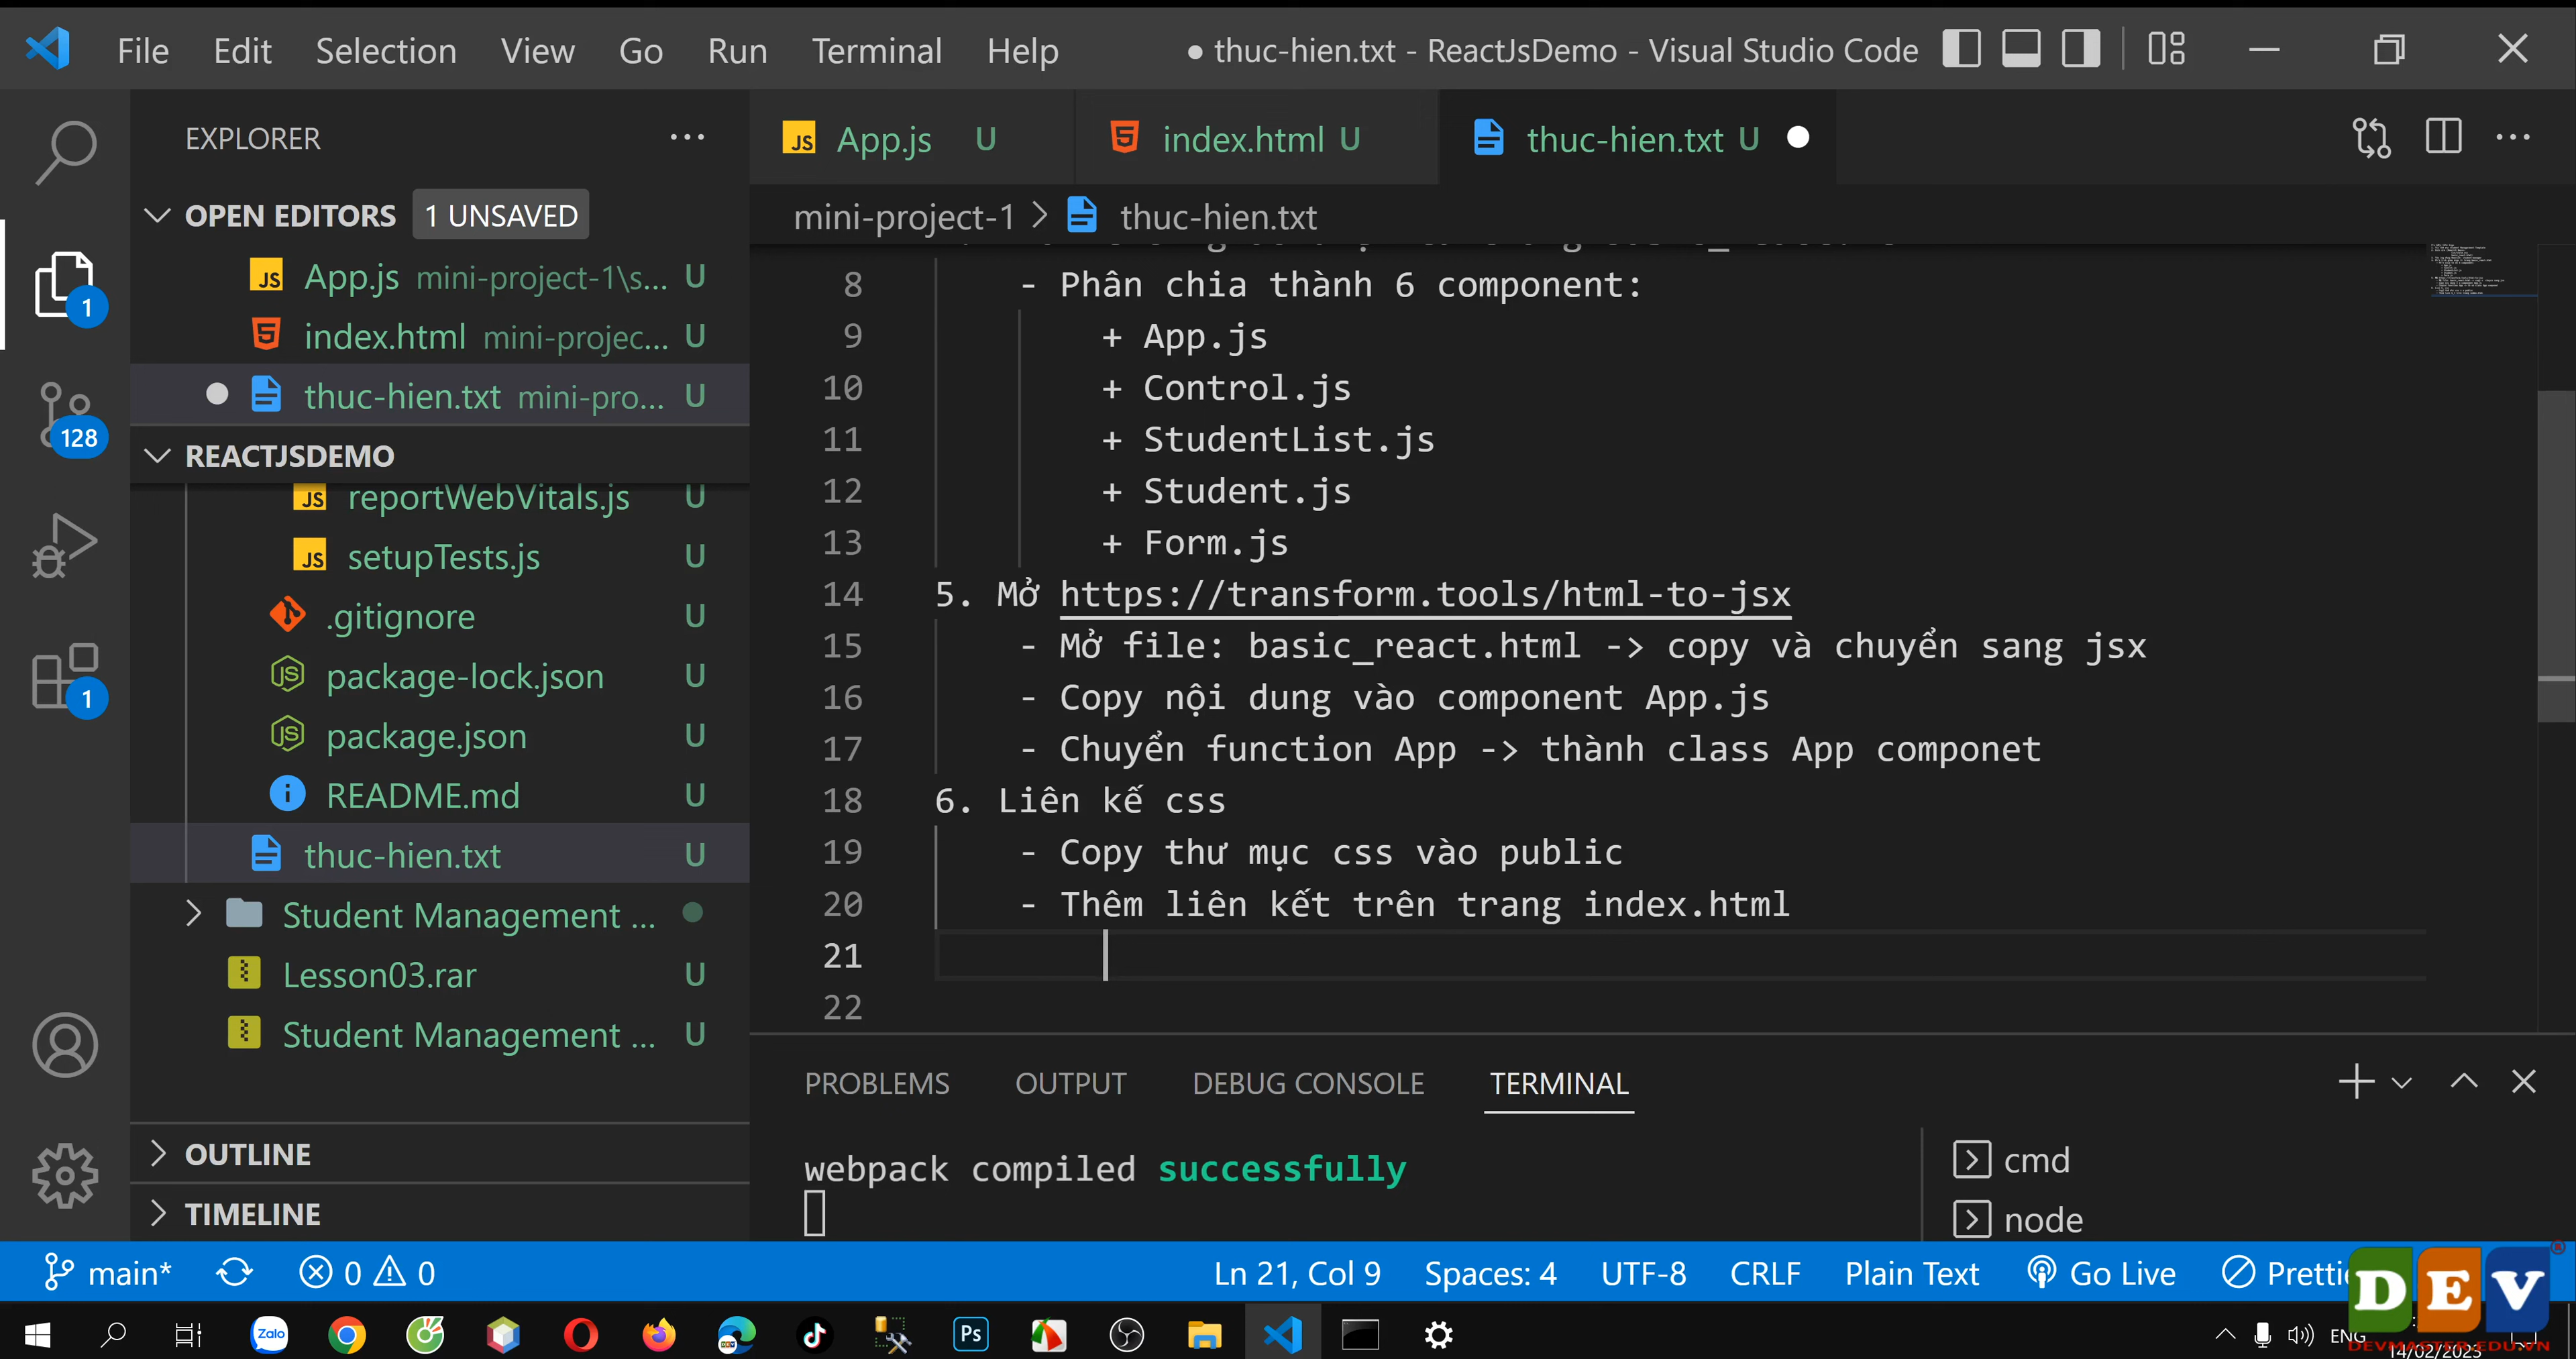 File Edit Selection View Go Run Terminal Help ● thuc-hien.txt - ReactJsDemo - Visual Studio Code
EXPLORER
OPEN EDITORS 1 UNSAVED
App.js mini-project-1\s... U
index.html mini-projec... U
thuc-hien.txt mini-pro... U
REACTJSDEMO
reportWebVitals.js U
setupTests.js U
.gitignore U
package-lock.json U
package.json U
README.md U
thuc-hien.txt U
Student Management ...
Lesson03.rar U
Student Management ... U
OUTLINE
TIMELINE
1
128
1
App.js U index.html U thuc-hien.txt U
mini-project-1 > thuc-hien.txt
8 - Phân chia thành 6 component:
9 + App.js
10 + Control.js
11 + StudentList.js
12 + Student.js
13 + Form.js
14 5. Mở https://transform.tools/html-to-jsx
15 - Mở file: basic_react.html -> copy và chuyển sang jsx
16 - Copy nội dung vào component App.js
17 - Chuyển function App -> thành class App componet
18 6. Liên kế css
19 - Copy thư mục css vào public
20 - Thêm liên kết trên trang index.html
21
22
PROBLEMS OUTPUT DEBUG CONSOLE TERMINAL
webpack compiled successfully
cmd
node
main* 0 0 Ln 21, Col 9 Spaces: 4 UTF-8 CRLF Plain Text Go Live
DEV
DEVMASTER.EDU.VN
Zalo Ps ENG
14/02/2023